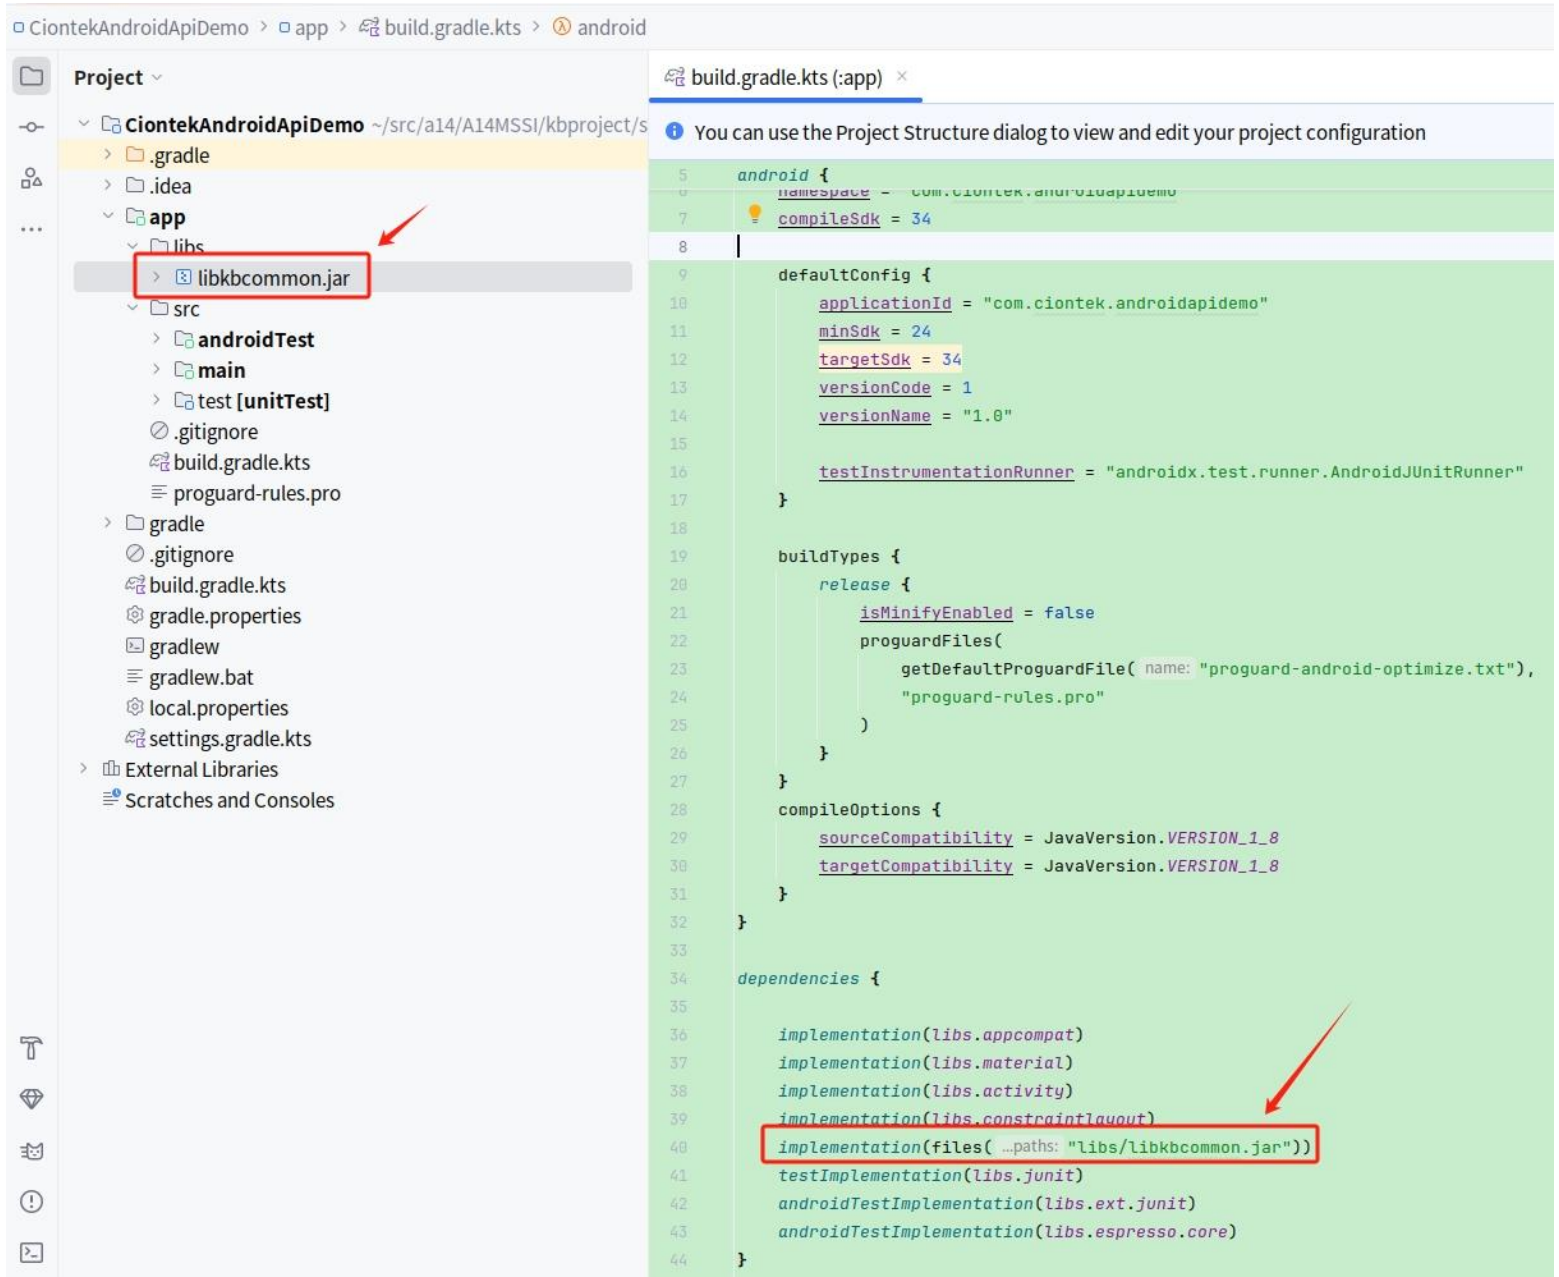 CiontekAndroidApiDemo > app > build.gradle.kts > android
Project
CiontekAndroidApiDemo ~/src/a14/A14MSSI/kbproject/s
.gradle
.idea
app
libs
libkbcommon.jar
src
androidTest
main
test [unitTest]
.gitignore
build.gradle.kts
proguard-rules.pro
gradle
.gitignore
build.gradle.kts
gradle.properties
gradlew
gradlew.bat
local.properties
settings.gradle.kts
External Libraries
Scratches and Consoles
build.gradle.kts (:app) ×
You can use the Project Structure dialog to view and edit your project configuration
5 android {
6 namespace = "com.ciontek.androidapidemo"
7 compileSdk = 34
8
9 defaultConfig {
10 applicationId = "com.ciontek.androidapidemo"
11 minSdk = 24
12 targetSdk = 34
13 versionCode = 1
14 versionName = "1.0"
15
16 testInstrumentationRunner = "androidx.test.runner.AndroidJUnitRunner"
17 }
18
19 buildTypes {
20 release {
21 isMinifyEnabled = false
22 proguardFiles(
23 getDefaultProguardFile( name: "proguard-android-optimize.txt"),
24 "proguard-rules.pro"
25 )
26 }
27 }
28 compileOptions {
29 sourceCompatibility = JavaVersion.VERSION_1_8
30 targetCompatibility = JavaVersion.VERSION_1_8
31 }
32 }
33
34 dependencies {
35
36 implementation(libs.appcompat)
37 implementation(libs.material)
38 implementation(libs.activity)
39 implementation(libs.constraintlayout)
40 implementation(files( ...paths: "libs/libkbcommon.jar"))
41 testImplementation(libs.junit)
42 androidTestImplementation(libs.ext.junit)
43 androidTestImplementation(libs.espresso.core)
44 }